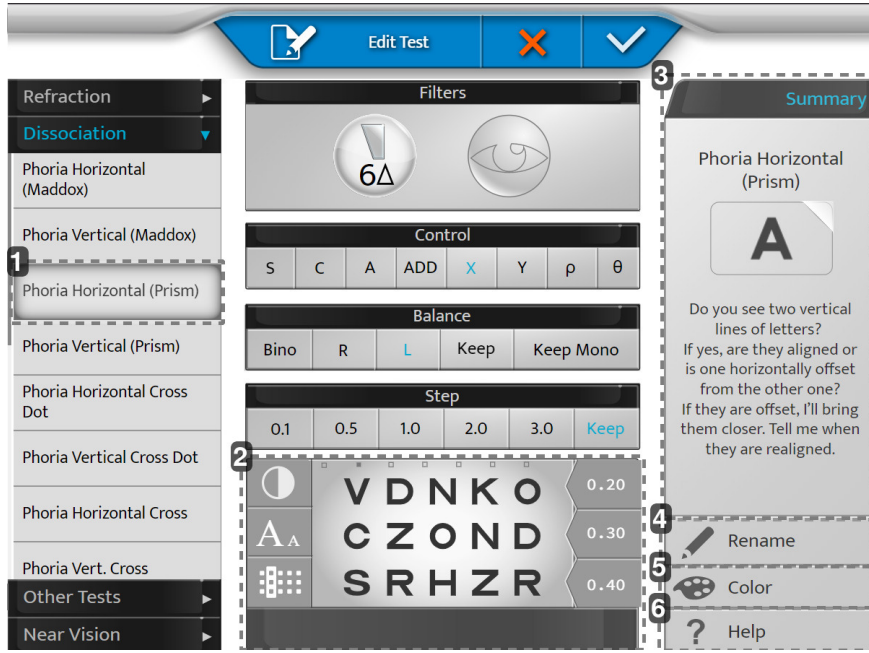 Edit Test
3
Refraction
Dissociation
Phoria Horizontal
(Maddox)
Phoria Vertical (Maddox)
1
Phoria Horizontal (Prism)
Phoria Vertical (Prism)
Phoria Horizontal Cross
Dot
Phoria Vertical Cross Dot
Phoria Horizontal Cross
Phoria Vert. Cross
Other Tests
Near Vision
Filters
6Δ
Control
S C A ADD X Y ρ θ
Balance
Bino R L Keep Keep Mono
Step
0.1 0.5 1.0 2.0 3.0 Keep
2
V D N K O 0.20
AA C Z O N D 0.30
S R H Z R 0.40
Summary
Phoria Horizontal
(Prism)
A
Do you see two vertical
lines of letters?
If yes, are they aligned or
is one horizontally offset
from the other one?
If they are offset, I'll bring
them closer. Tell me when
they are realigned.
4
Rename
5
Color
6
? Help